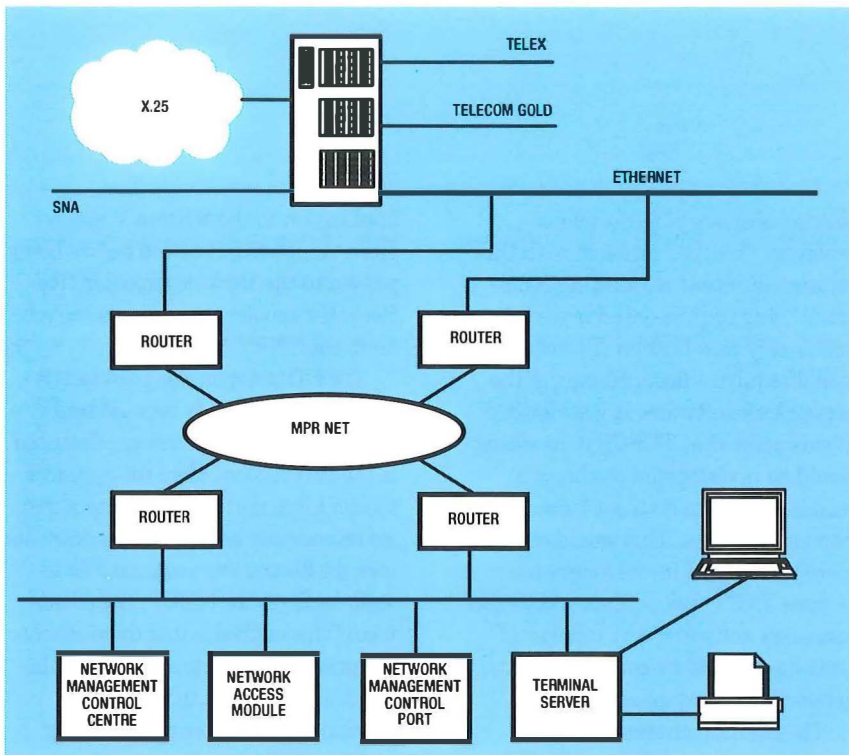 TELEX
X.25
TELECOM GOLD
ETHERNET
SNA
ROUTER
ROUTER
MPR NET
ROUTER
ROUTER
NETWORK
MANAGEMENT
CONTROL
CENTRE
NETWORK
ACCESS
MODULE
NETWORK
MANAGEMENT
CONTROL
PORT
TERMINAL
SERVER